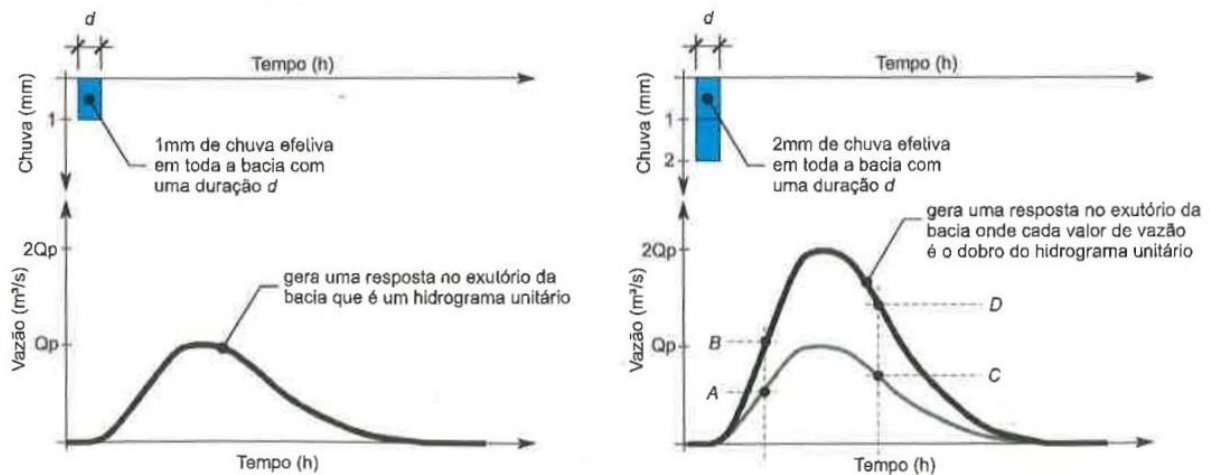 d
Tempo (h)
Chuva (mm)
1
1mm de chuva efetiva
em toda a bacia com
uma duração d
Vazão (m³/s)
2Qp
Qp
gera uma resposta no exutório da
bacia que é um hidrograma unitário
Tempo (h)
d
Tempo (h)
Chuva (mm)
1
2
2mm de chuva efetiva
em toda a bacia com
uma duração d
Vazão (m³/s)
2Qp
Qp
gera uma resposta no exutório da
bacia onde cada valor de vazão
é o dobro do hidrograma unitário
B
A
D
C
Tempo (h)